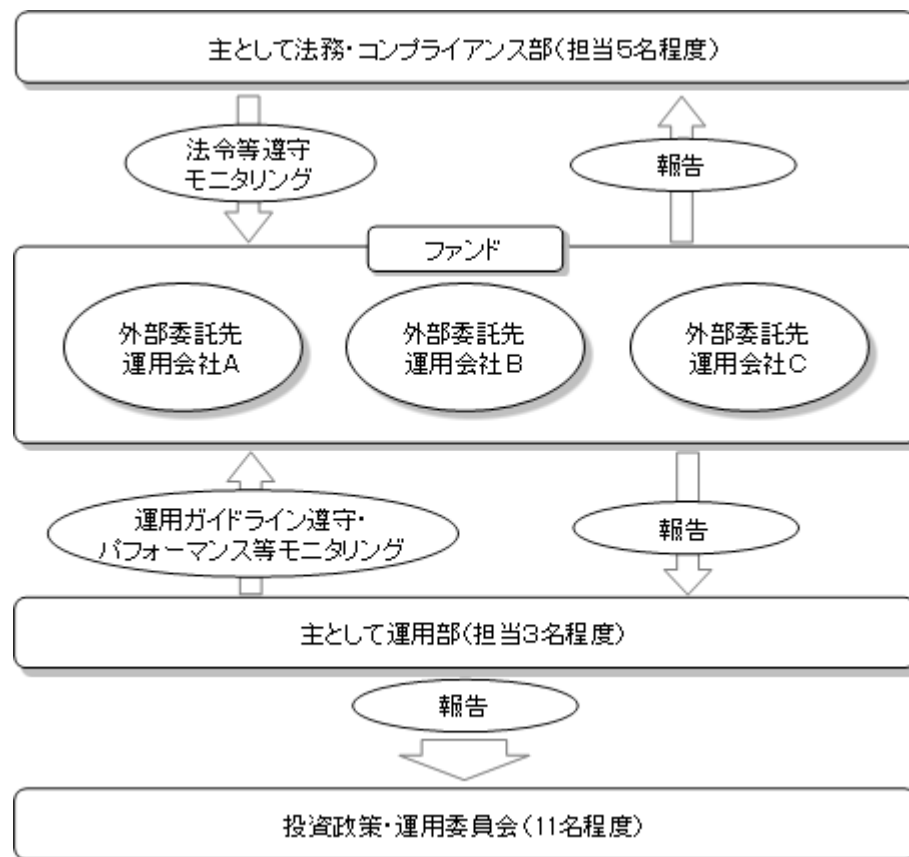 主として法務・コンプライアンス部(担当5名程度)
法令等遵守
モニタリング
報告
ファンド
外部委託先
運用会社A
外部委託先
運用会社B
外部委託先
運用会社C
運用ガイドライン遵守・
パフォーマンス等モニタリング
報告
主として運用部(担当3名程度)
報告
投資政策・運用委員会(11名程度)